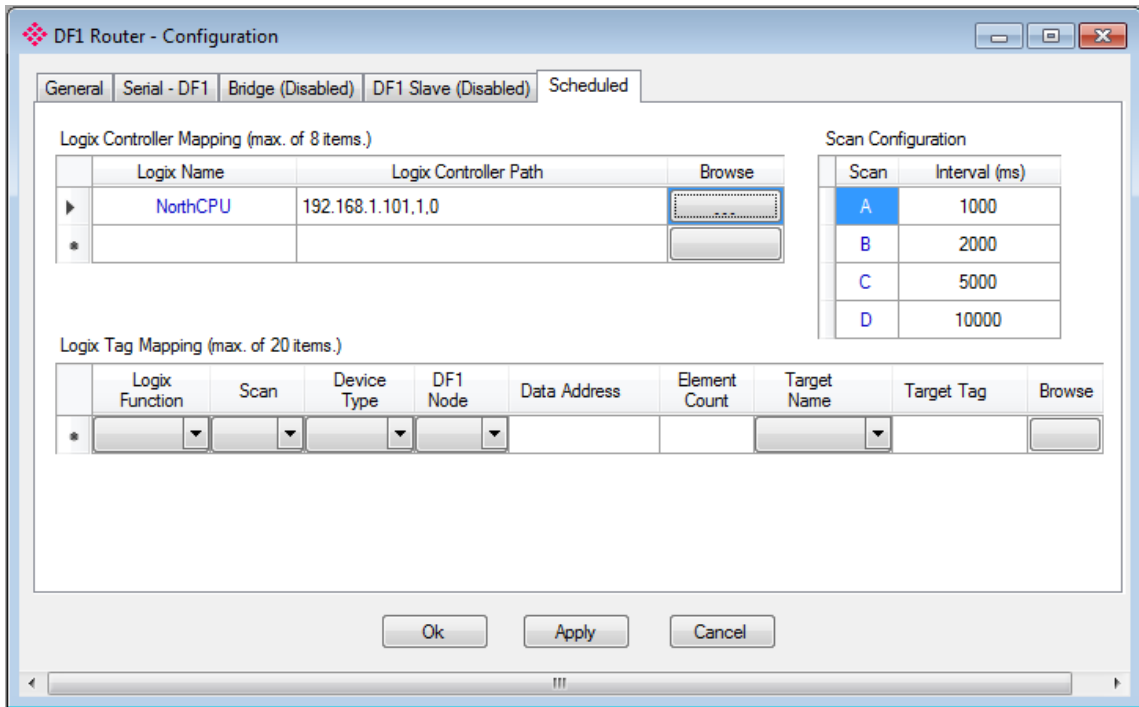 DF1 Router - Configuration
General Serial - DF1 Bridge (Disabled) DF1 Slave (Disabled) Scheduled
Logix Controller Mapping (max. of 8 items.)
Logix Name Logix Controller Path Browse
NorthCPU 192.168.1.101,1,0 ...
Scan Configuration
Scan Interval (ms)
A 1000
B 2000
C 5000
D 10000
Logix Tag Mapping (max. of 20 items.)
Logix Function Scan Device Type DF1 Node Data Address Element Count Target Name Target Tag Browse
Ok Apply Cancel